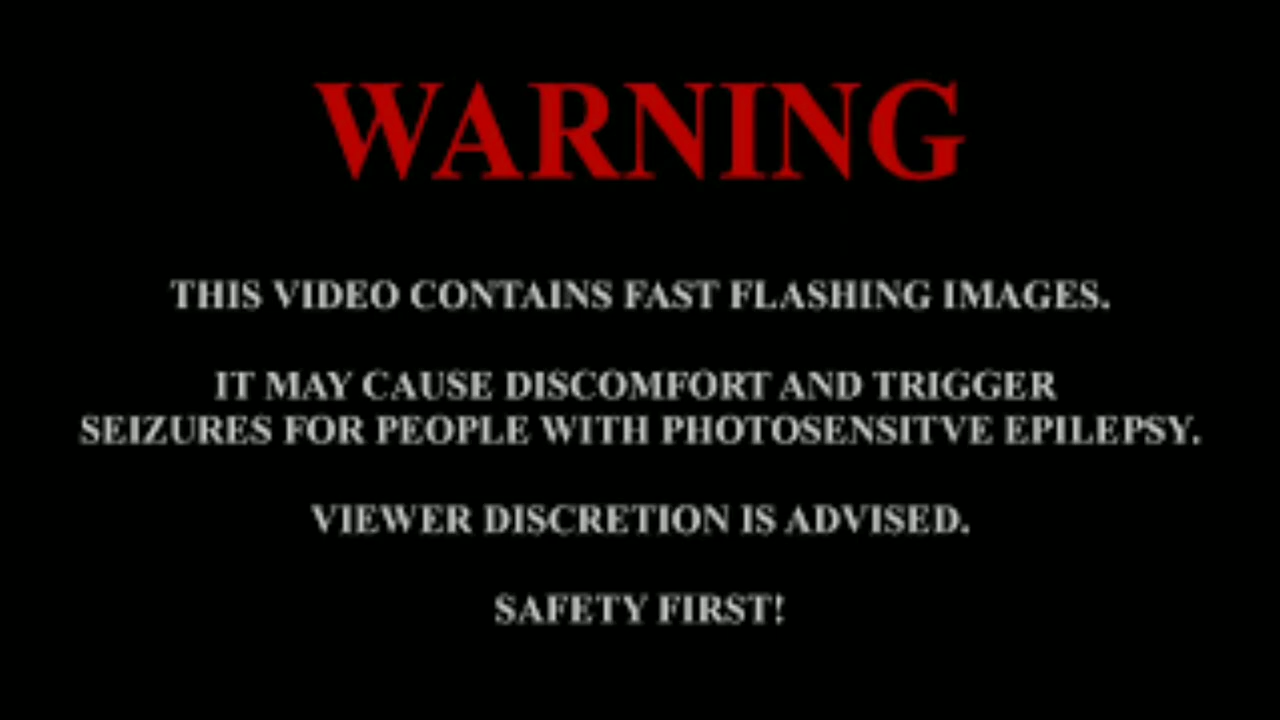 WARNING
THIS VIDEO CONTAINS FAST FLASHING IMAGES.
IT MAY CAUSE DISCOMFORT AND TRIGGER
SEIZURES FOR PEOPLE WITH PHOTOSENSITVE EPILEPSY.
VIEWER DISCRETION IS ADVISED.
SAFETY FIRST!